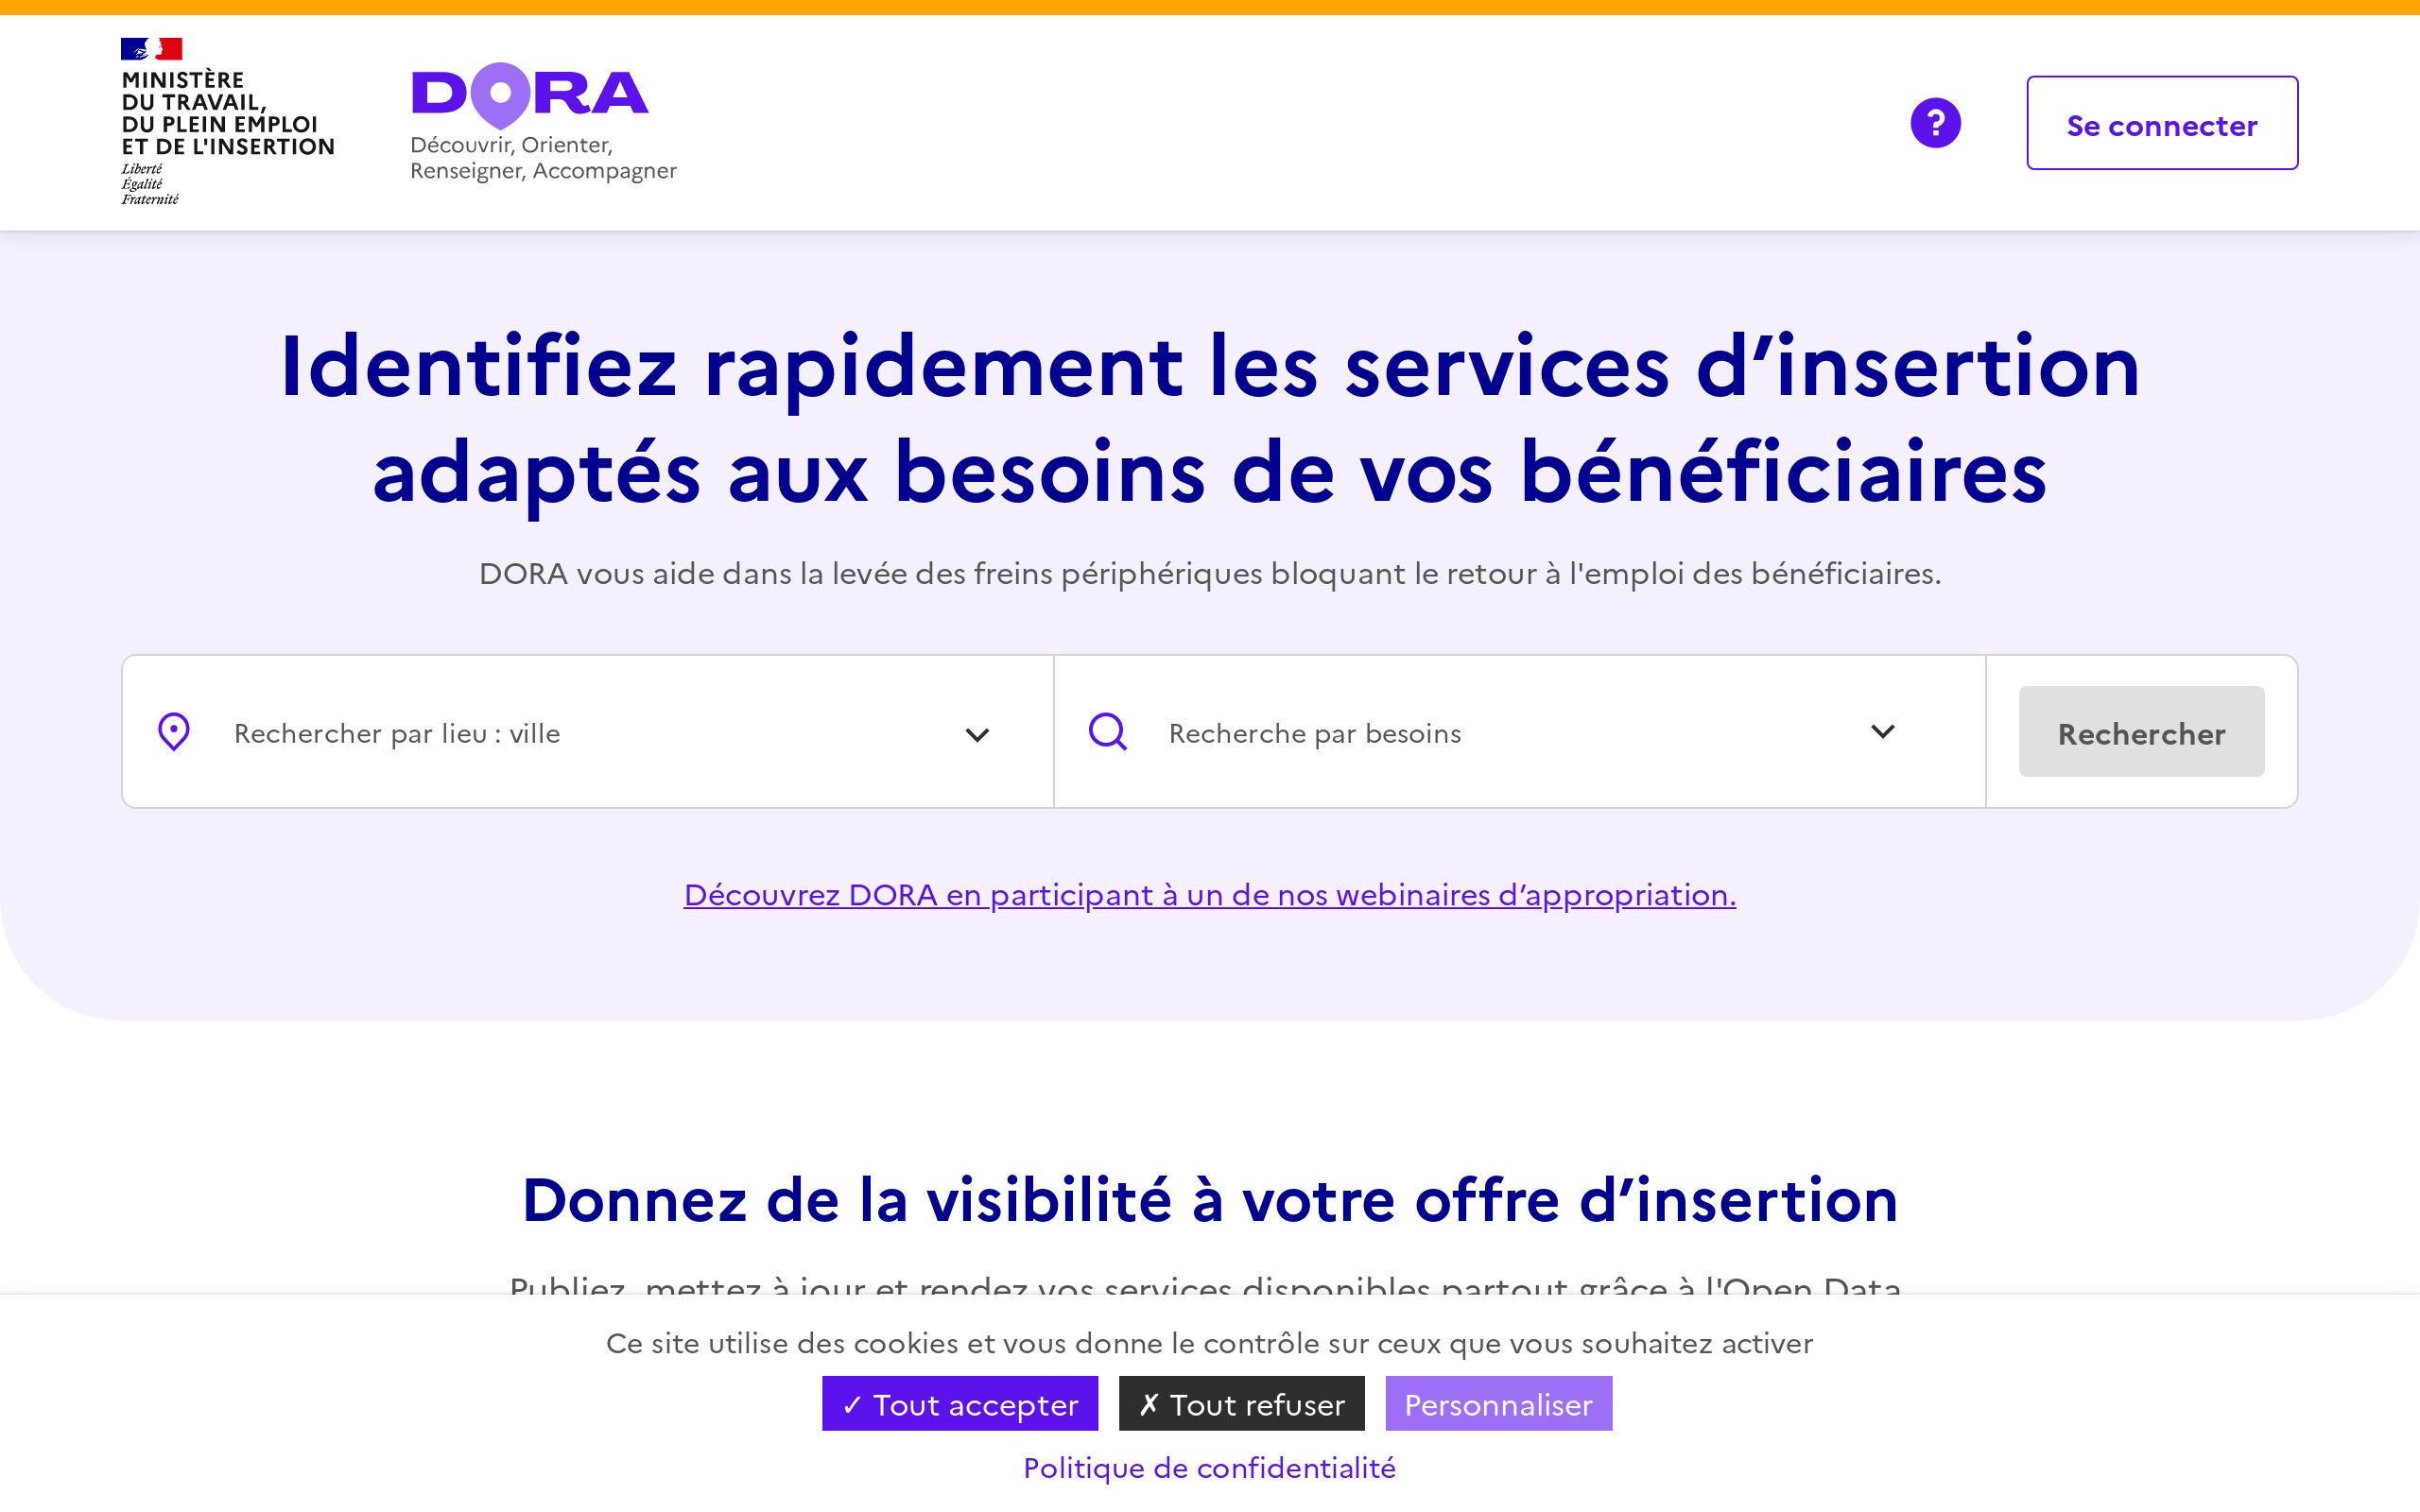 MINISTÈRE
DU TRAVAIL,
DU PLEIN EMPLOI
ET DE L'INSERTION
Liberté
Égalité
Fraternité
DORA
Découvrir, Orienter,
Renseigner, Accompagner
?
Se connecter
Identifiez rapidement les services d’insertion
adaptés aux besoins de vos bénéficiaires
DORA vous aide dans la levée des freins périphériques bloquant le retour à l'emploi des bénéficiaires.
Rechercher par lieu : ville
Recherche par besoins
Rechercher
Découvrez DORA en participant à un de nos webinaires d’appropriation.
Donnez de la visibilité à votre offre d’insertion
Publiez, mettez à jour et rendez vos services disponibles partout grâce à l'Open Data
Ce site utilise des cookies et vous donne le contrôle sur ceux que vous souhaitez activer
✓ Tout accepter
✗ Tout refuser
Personnaliser
Politique de confidentialité